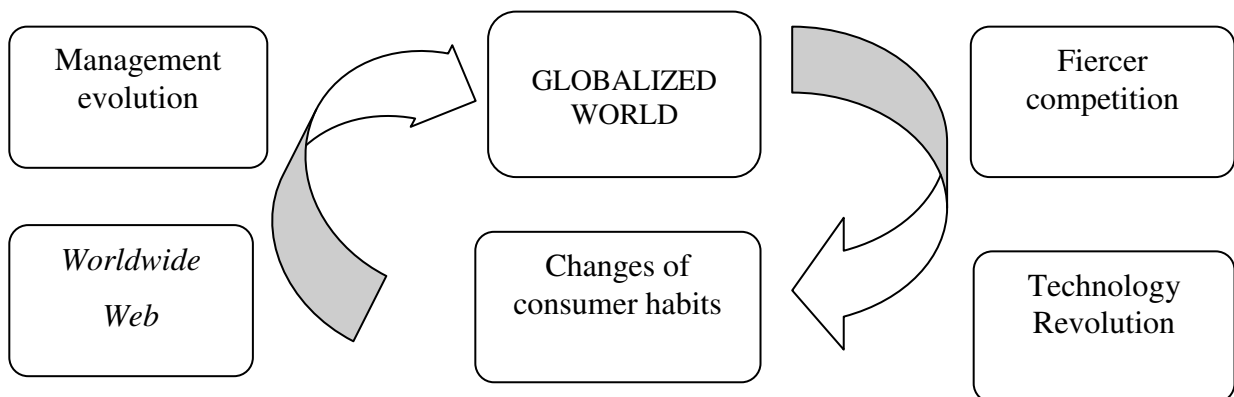 Management
evolution
GLOBALIZED
WORLD
Fiercer
competition
Worldwide
Web
Changes of
consumer habits
Technology
Revolution